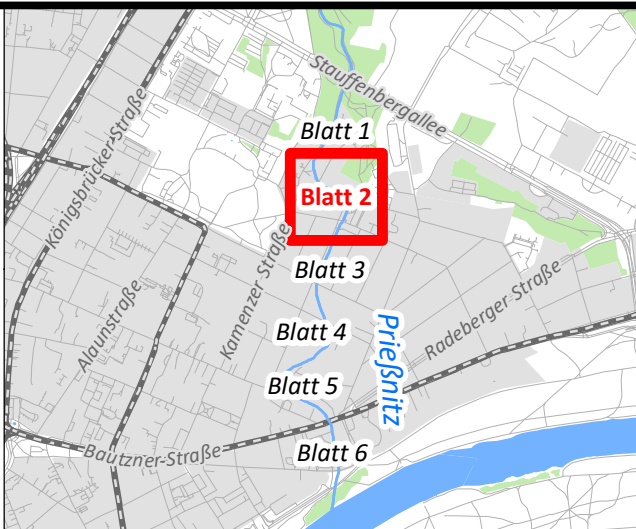 Stauffenbergallee
Blatt 1
Königsbrücker-Straße
Blatt 2
Kamenzer Straße
Blatt 3
Radeberger Straße
Alaunstraße
Blatt 4
Prießnitz
Blatt 5
Bautzner-Straße
Blatt 6